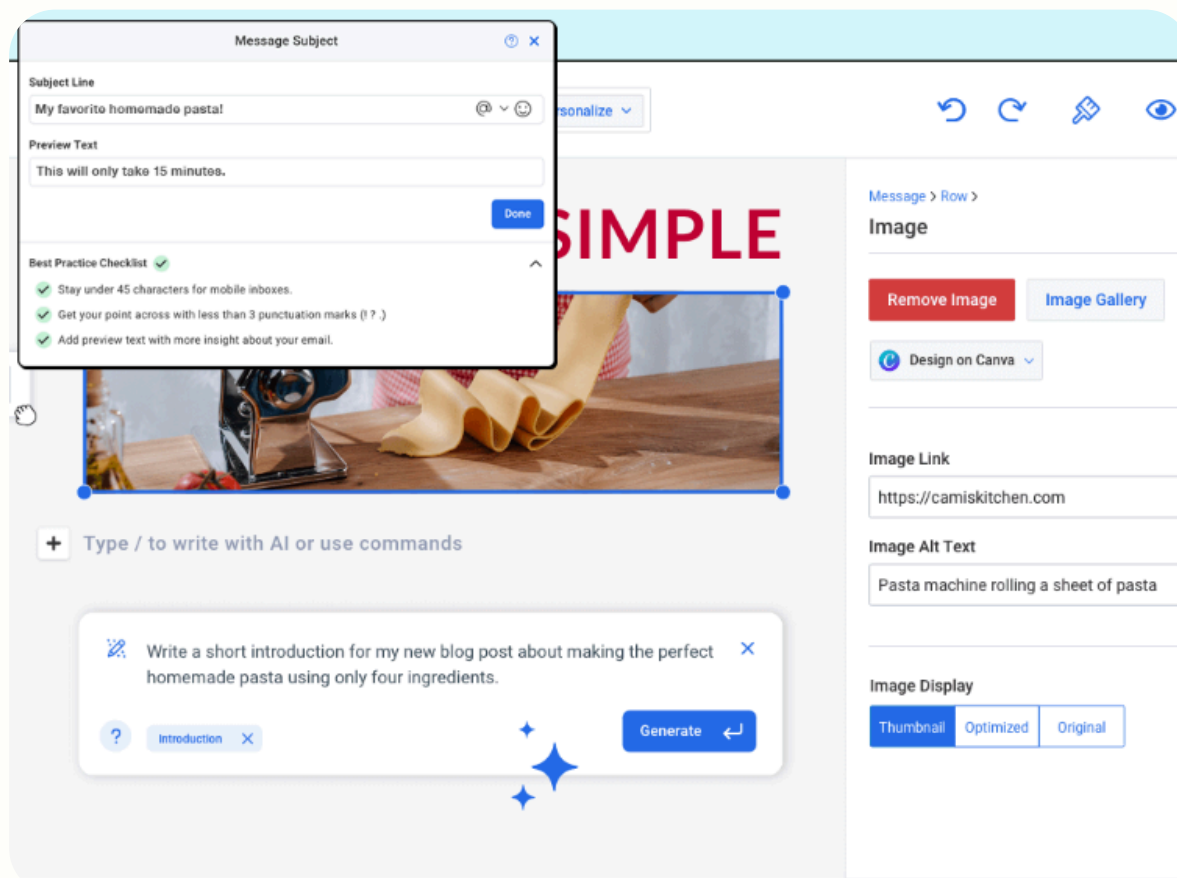 Message Subject
Subject Line
My favorite homemade pasta!
Preview Text
This will only take 15 minutes.
Done
Best Practice Checklist
Stay under 45 characters for mobile inboxes.
Get your point across with less than 3 punctuation marks (! ? .)
Add preview text with more insight about your email.
SIMPLE
Type / to write with AI or use commands
Write a short introduction for my new blog post about making the perfect
homemade pasta using only four ingredients.
?
Introduction
Generate
Message > Row >
Image
Remove Image
Image Gallery
Design on Canva
Image Link
https://camiskitchen.com
Image Alt Text
Pasta machine rolling a sheet of pasta
Image Display
Thumbnail
Optimized
Original